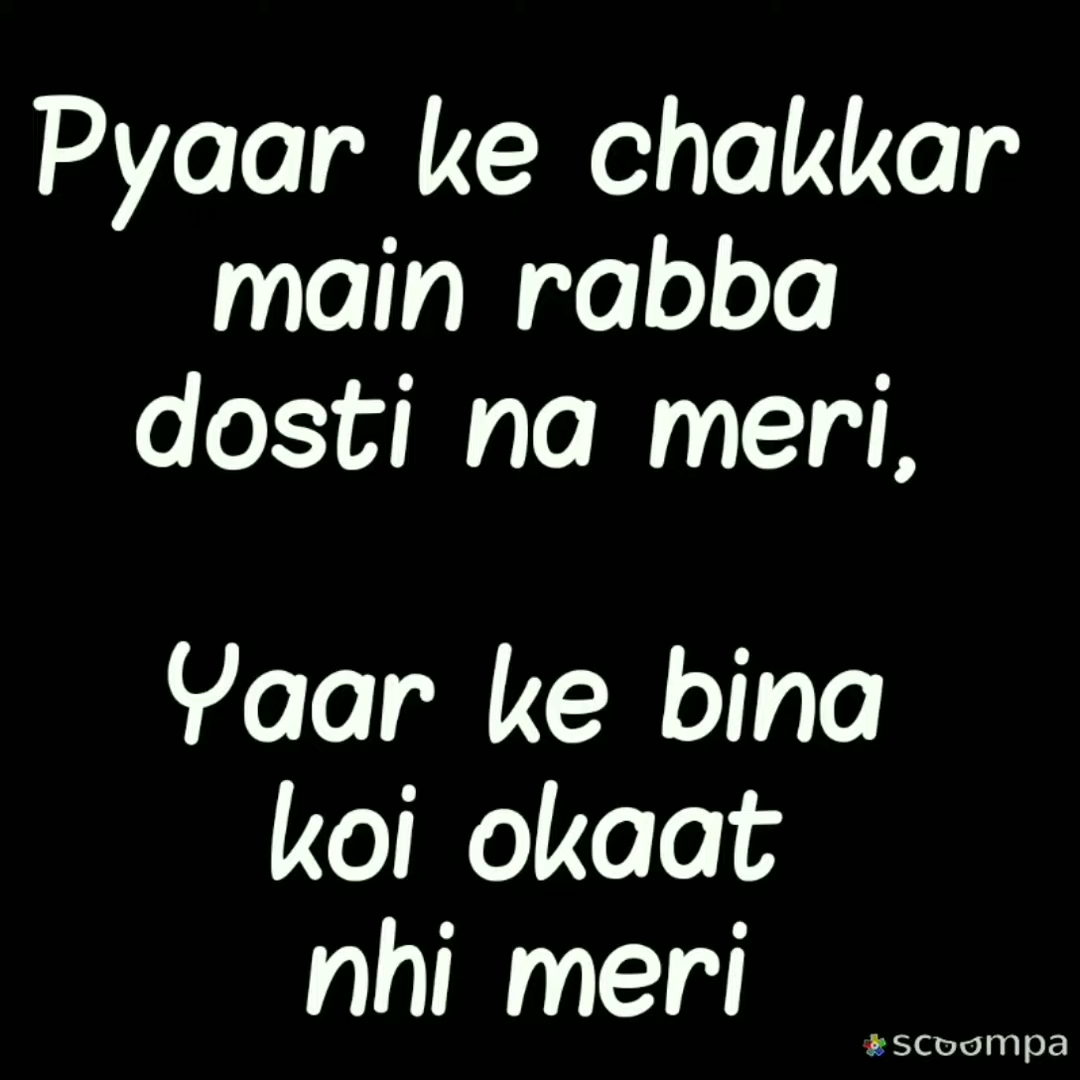 Pyaar ke chakkar
main rabba
dosti na meri,
Yaar ke bina
koi okaat
nhi meri
scoompa